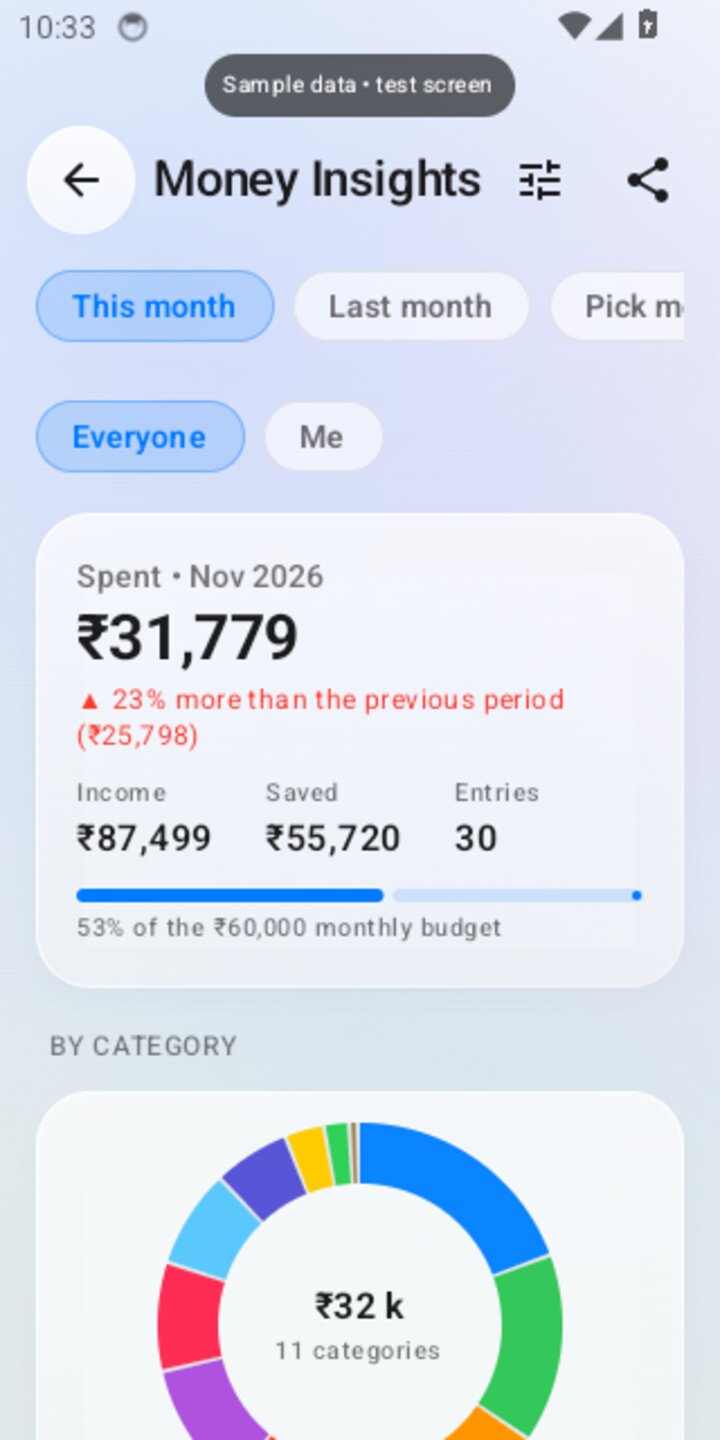 10:33
Sample data • test screen
Money Insights
This month
Last month
Pick m
Everyone
Me
Spent • Nov 2026
₹31,779
▲ 23% more than the previous period
(₹25,798)
Income
Saved
Entries
₹87,499
₹55,720
30
53% of the ₹60,000 monthly budget
BY CATEGORY
₹32 k
11 categories